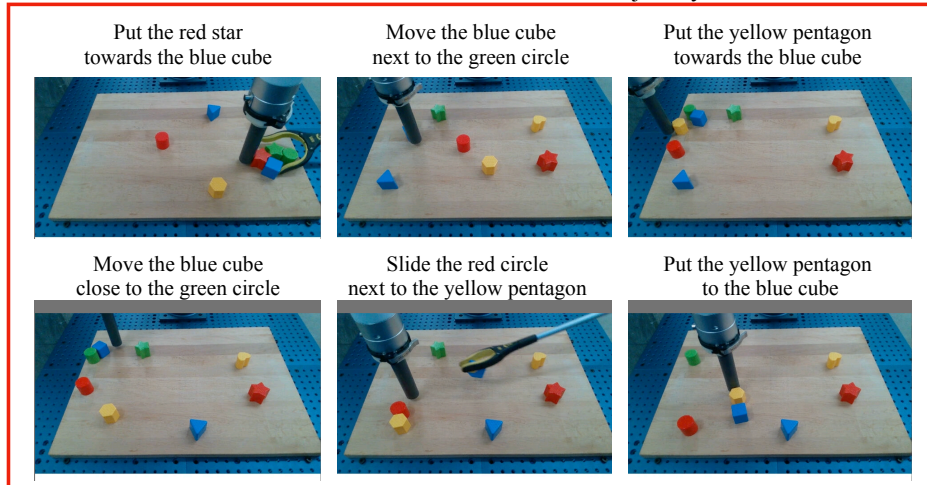 Put the red star
towards the blue cube
Move the blue cube
next to the green circle
Put the yellow pentagon
towards the blue cube
Move the blue cube
close to the green circle
Slide the red circle
next to the yellow pentagon
Put the yellow pentagon
to the blue cube